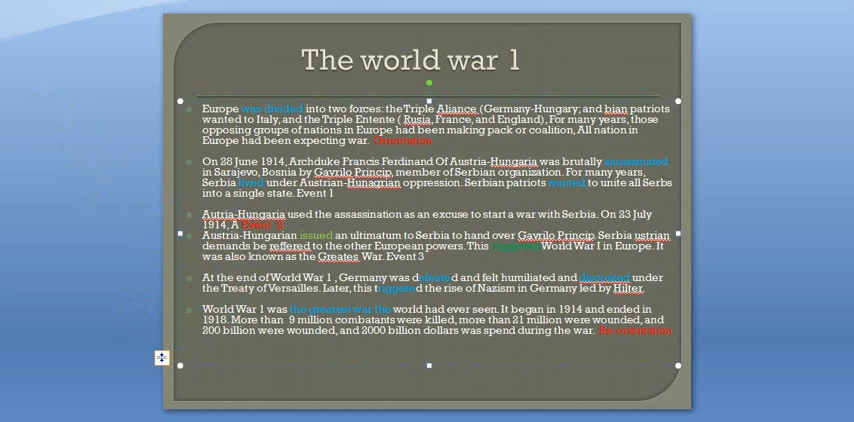 The world war 1
Europe was divided into two forces: the Triple Aliance (Germany-Hungary; and bian patriots
wanted to Italy, and the Triple Entente ( Rusia, France, and England), For many years, those
opposing groups of nations in Europe had been making pack or coalition, All nation in
Europe had been expecting war. Orientation
On 28 June 1914, Archduke Francis Ferdinand Of Austria-Hungaria was brutally assassinated
in Sarajevo, Bosnia by Gavrilo Princip, member of Serbian organization. For many years,
Serbia lived under Austrian-Hunagrian oppression. Serbian patriots wanted to unite all Serbs
into a single state. Event 1
Autria-Hungaria used the assassination as an excuse to start a war with Serbia. On 23 July
1914, A Event 2
Austria-Hungarian issued an ultimatum to Serbia to hand over Gavrilo Princip. Serbia ustrian
demands be reffered to the other European powers. This triggered World War I in Europe. It
was also known as the Greates War. Event 3
At the end of World War 1 , Germany was defeated and felt humiliated and disconted under
the Treaty of Versailles. Later, this triggered the rise of Nazism in Germany led by Hilter.
World War 1 was the greatest war the world had ever seen. It began in 1914 and ended in
1918. More than 9 million combatants were killed, more than 21 million were wounded, and
200 billion were wounded, and 2000 billion dollars was spend during the war. Re-orientation